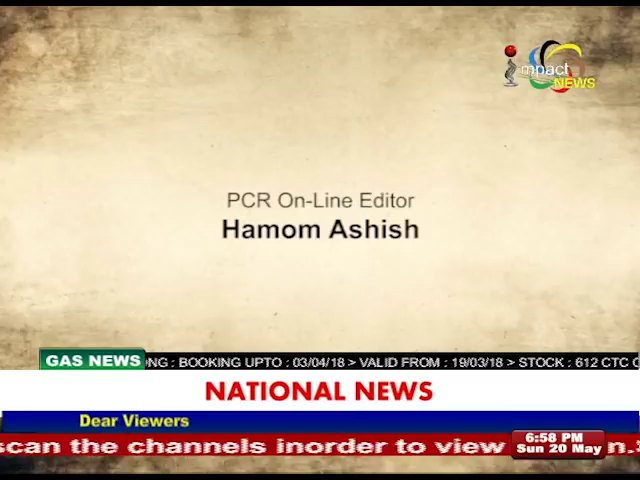 impact
NEWS
PCR On-Line Editor
Hamom Ashish
GAS NEWS
ONG : BOOKING UPTO : 03/04/18 > VALID FROM : 19/03/18 > STOCK : 612 CTC
NATIONAL NEWS
Dear Viewers
scan the channels inorder to view
6:58 PM
Sun 20 May